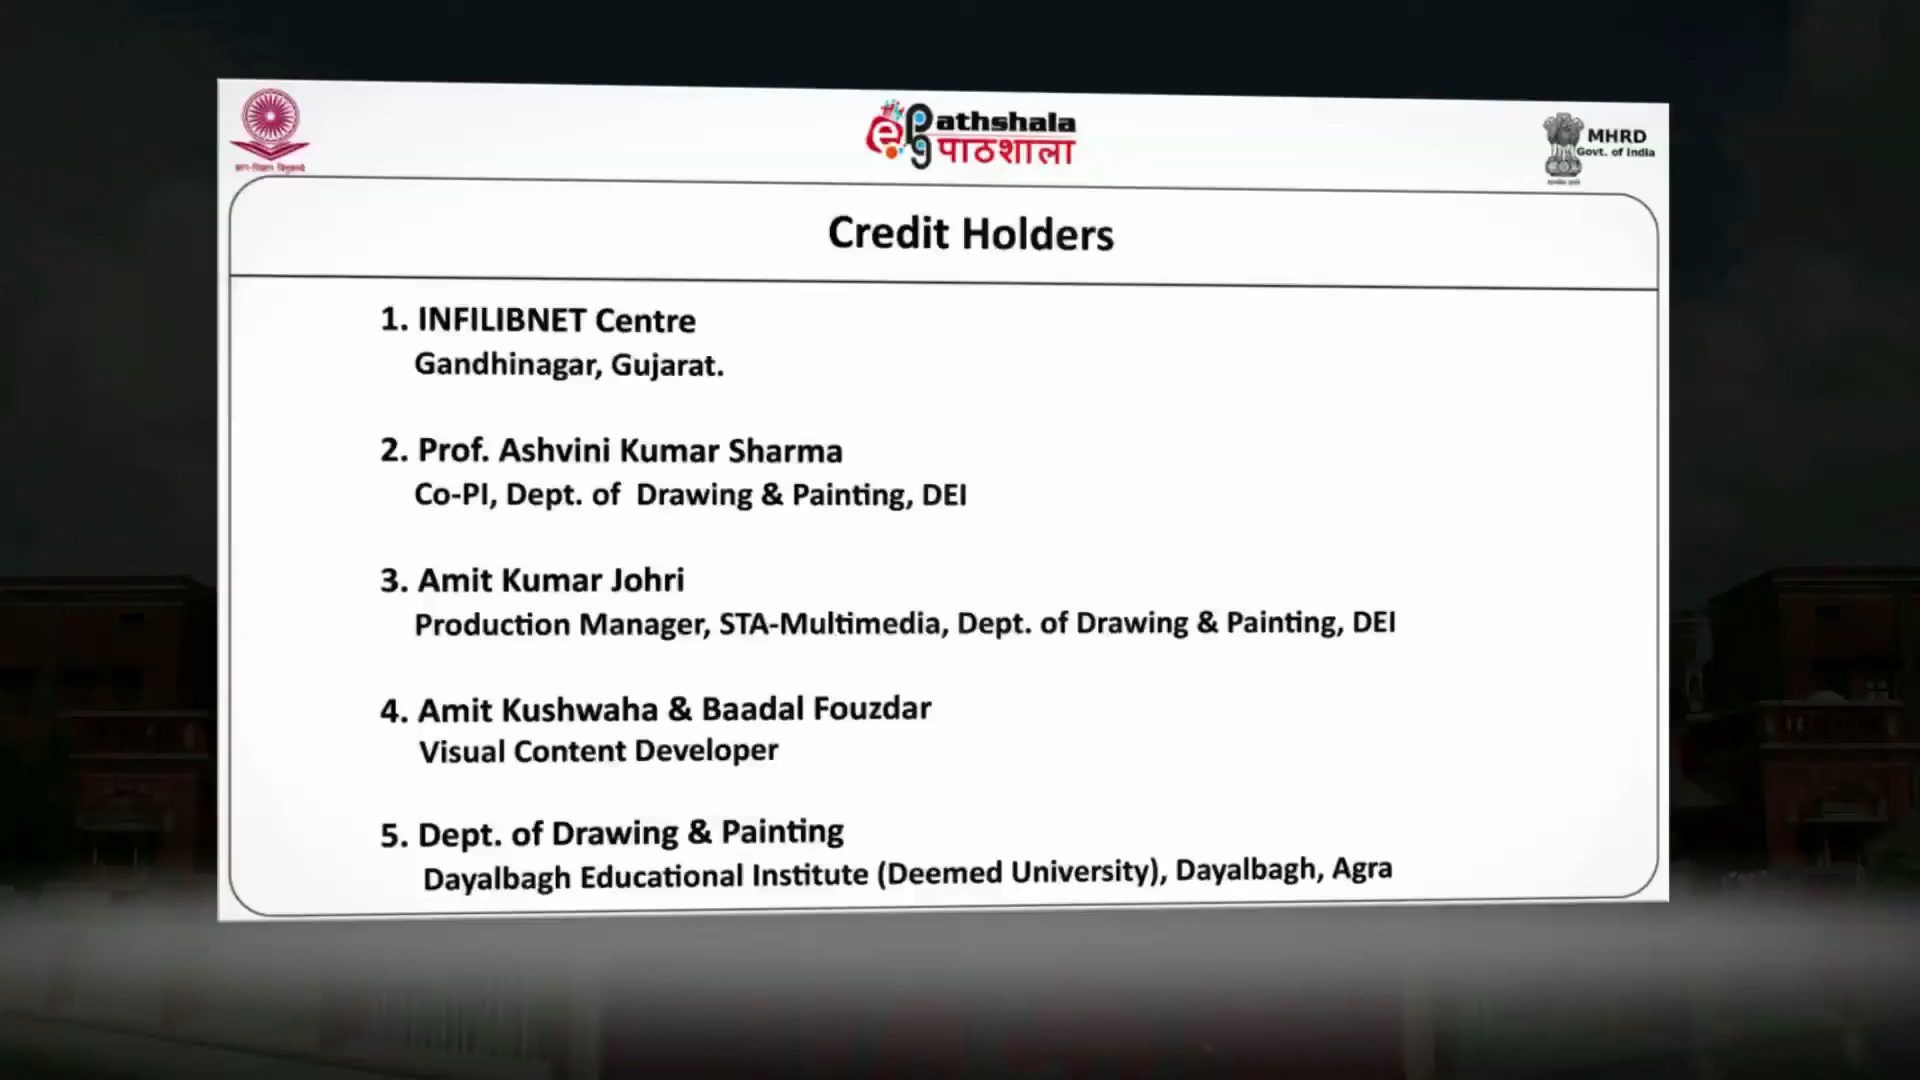 ज्ञान-विज्ञान विमुक्तये
ePathshala
पाठशाला
MHRD
Govt. of India
Credit Holders
1. INFILIBNET Centre
Gandhinagar, Gujarat.
2. Prof. Ashvini Kumar Sharma
Co-PI, Dept. of Drawing & Painting, DEI
3. Amit Kumar Johri
Production Manager, STA-Multimedia, Dept. of Drawing & Painting, DEI
4. Amit Kushwaha & Baadal Fouzdar
Visual Content Developer
5. Dept. of Drawing & Painting
Dayalbagh Educational Institute (Deemed University), Dayalbagh, Agra